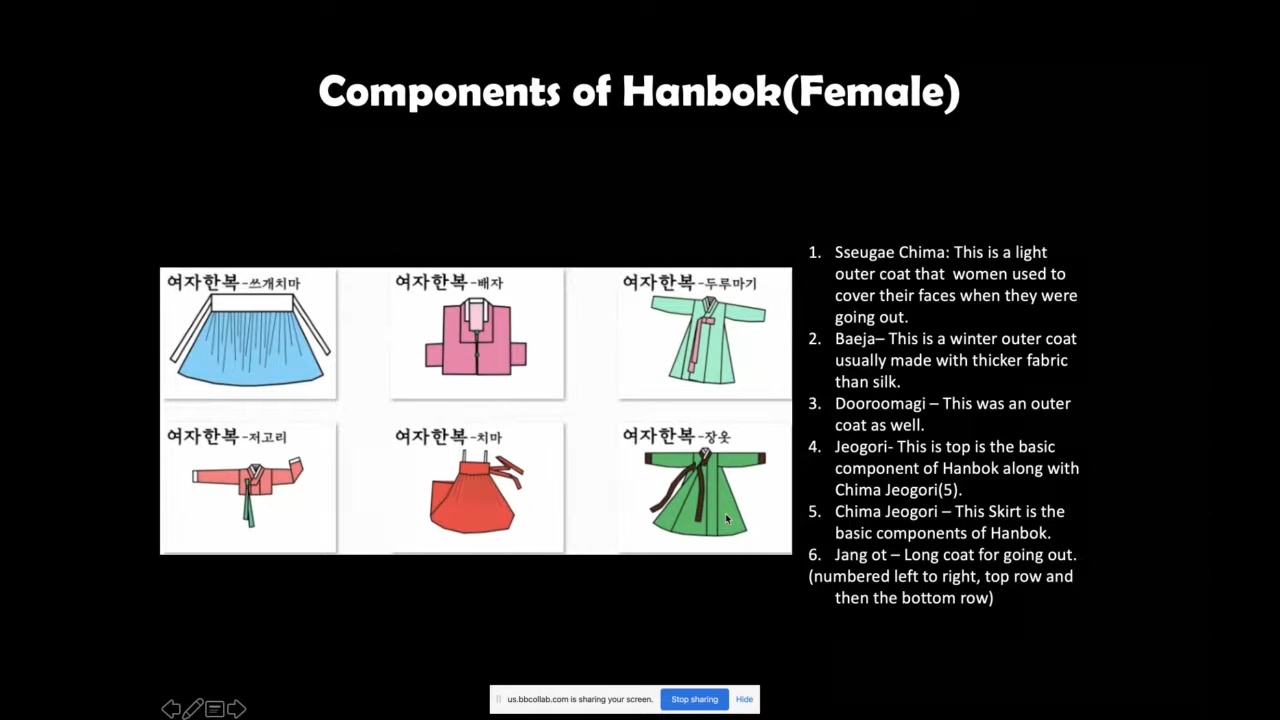 Components of Hanbok(Female)
여자한복-쓰개치마
여자한복-배자
여자한복-두루마기
여자한복-저고리
여자한복-치마
여자한복-장옷
1. Sseugae Chima: This is a light
outer coat that women used to
cover their faces when they were
going out.
2. Baeja– This is a winter outer coat
usually made with thicker fabric
than silk.
3. Dooroomagi – This was an outer
coat as well.
4. Jeogori- This is top is the basic
component of Hanbok along with
Chima Jeogori(5).
5. Chima Jeogori – This Skirt is the
basic components of Hanbok.
6. Jang ot – Long coat for going out.
(numbered left to right, top row and
then the bottom row)
us.bbcollab.com is sharing your screen.
Stop sharing
Hide